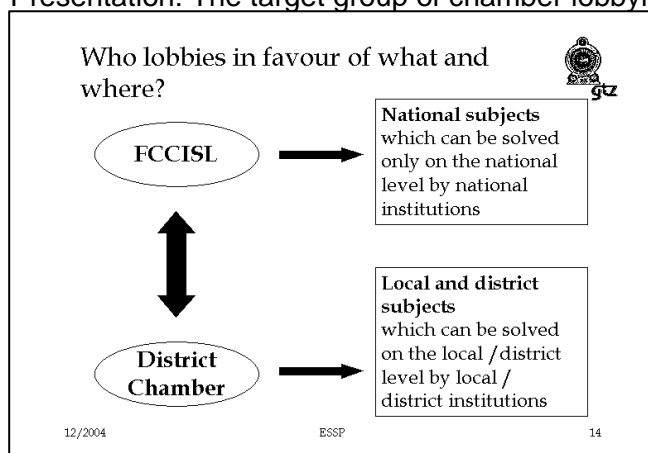 Presentation: The target group of chamber
Who lobbies in favour of what and
where?
gtz
FCCISL
National subjects
which can be solved
only on the national
level by national
institutions
District
Chamber
Local and district
subjects
which can be solved
on the local /district
level by local /
district institutions
12/2004
ESSP
14